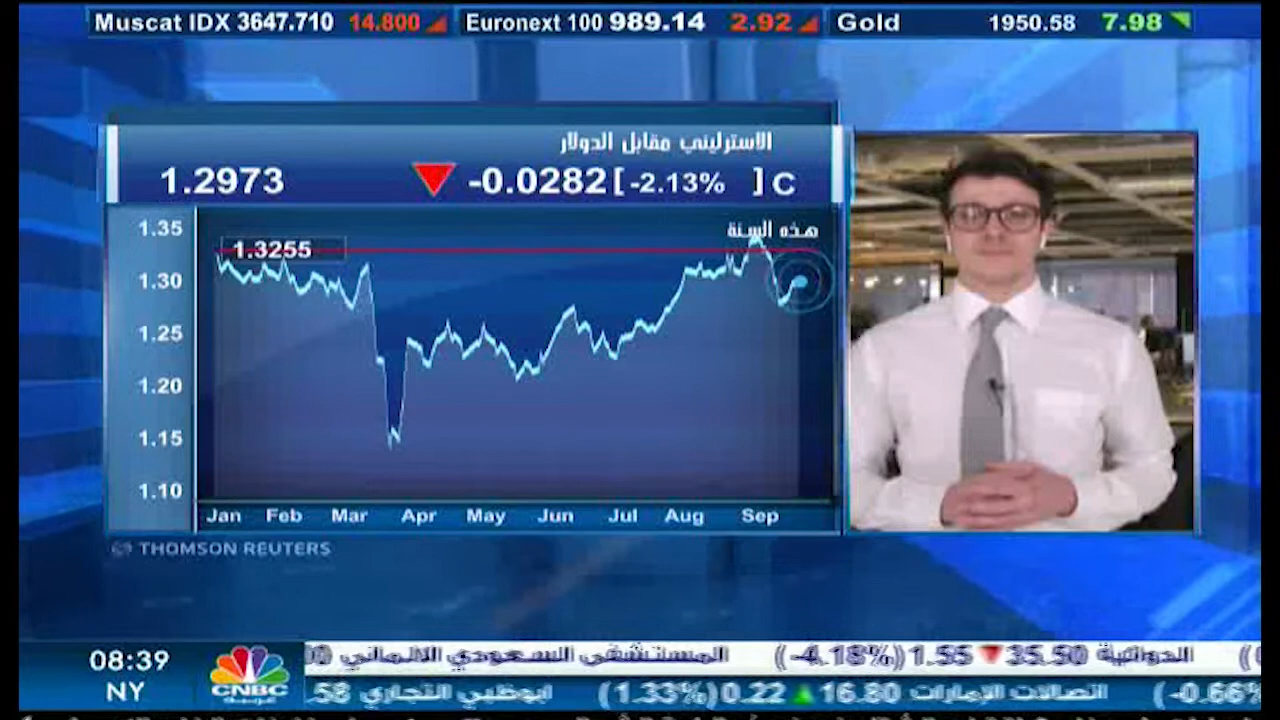 Muscat IDX 3647.710 14.800 Euronext 100 989.14 2.92 Gold 1950.58 7.98
الاسترليني مقابل الدولار
1.2973 -0.0282 [ -2.13% ] C
هذه السنة
1.3255
1.35
1.30
1.25
1.20
1.15
1.10
Jan Feb Mar Apr May Jun Jul Aug Sep
THOMSON REUTERS
08:39
NY
CNBC
عربية
الدوائية 35.50 1.55 (-4.18%) المستشفى السعودي الالماني
(-0.66% اتصالات الإمارات 16.80 0.22 (1.33%) ابوظبي التجاري .58